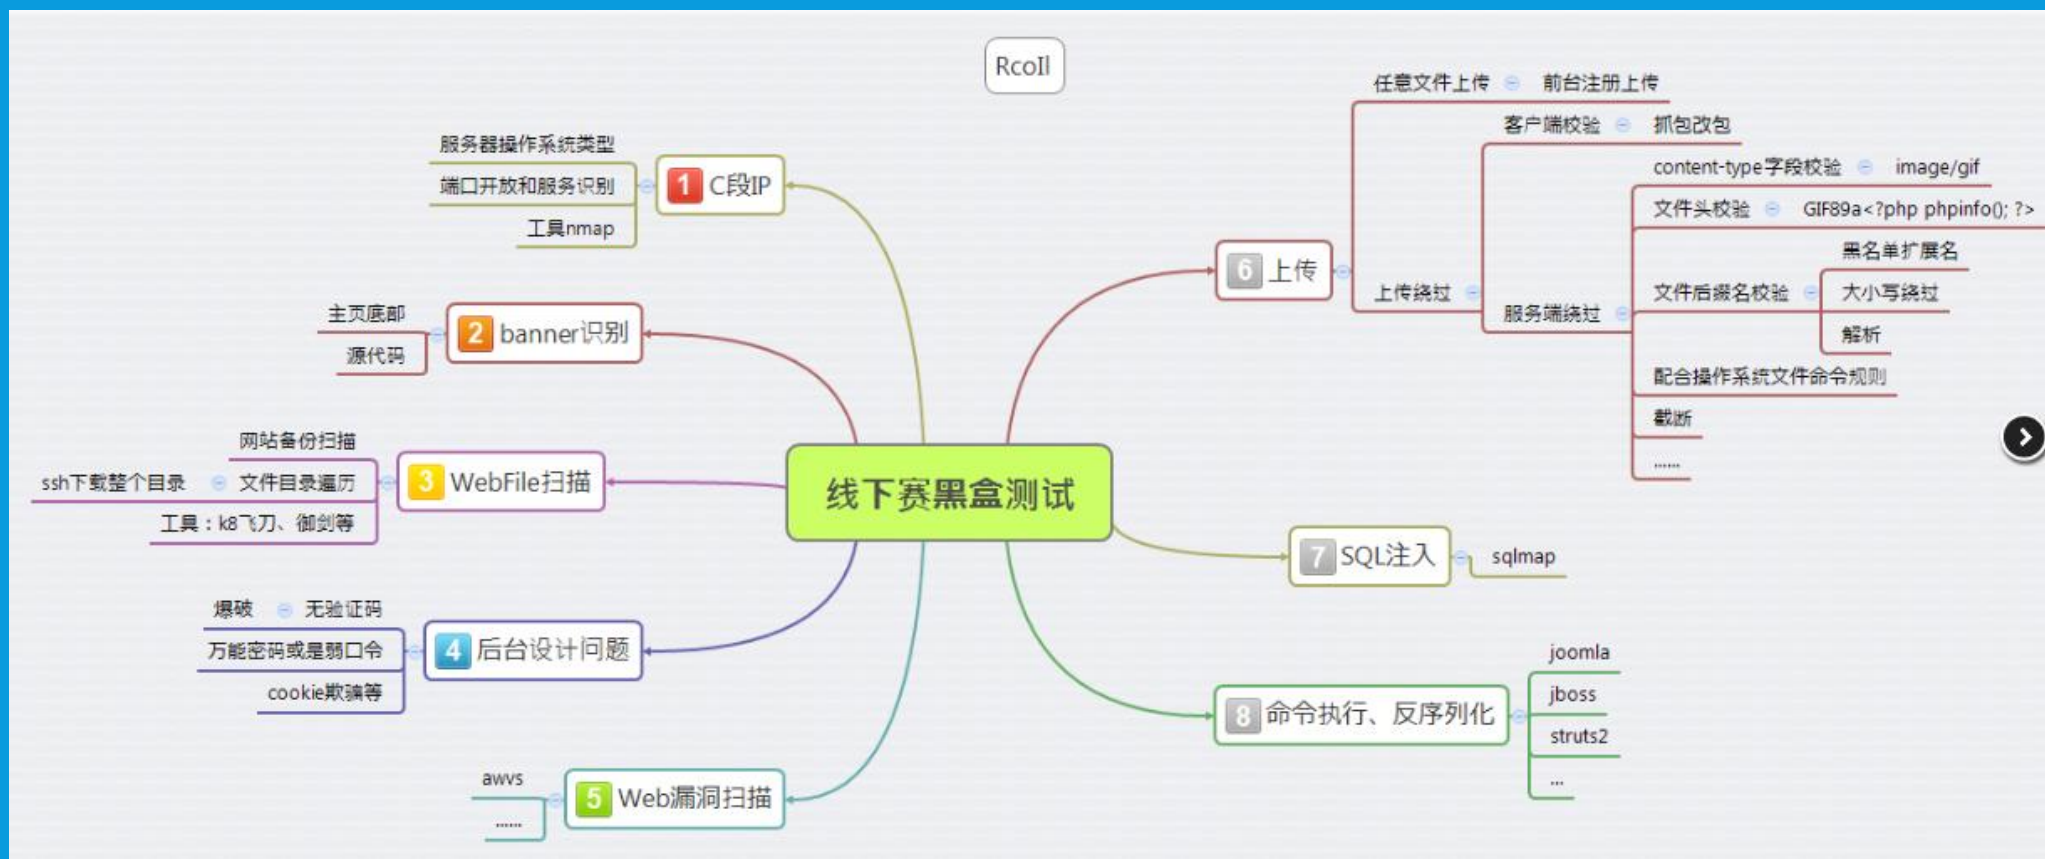 RcoIl
线下赛黑盒测试
1 C段IP
服务器操作系统类型
端口开放和服务识别
工具nmap
2 banner识别
主页底部
源代码
3 WebFile扫描
网站备份扫描
文件目录遍历
ssh下载整个目录
工具：k8飞刀、御剑等
4 后台设计问题
爆破
无验证码
万能密码或是弱口令
cookie欺骗等
5 Web漏洞扫描
awvs
......
6 上传
任意文件上传
前台注册上传
上传绕过
客户端校验
抓包改包
服务端绕过
content-type字段校验
image/gif
文件头校验
GIF89a<?php phpinfo(); ?>
文件后缀名校验
黑名单扩展名
大小写绕过
解析
配合操作系统文件命令规则
截断
......
7 SQL注入
sqlmap
8 命令执行、反序列化
joomla
jboss
struts2
...